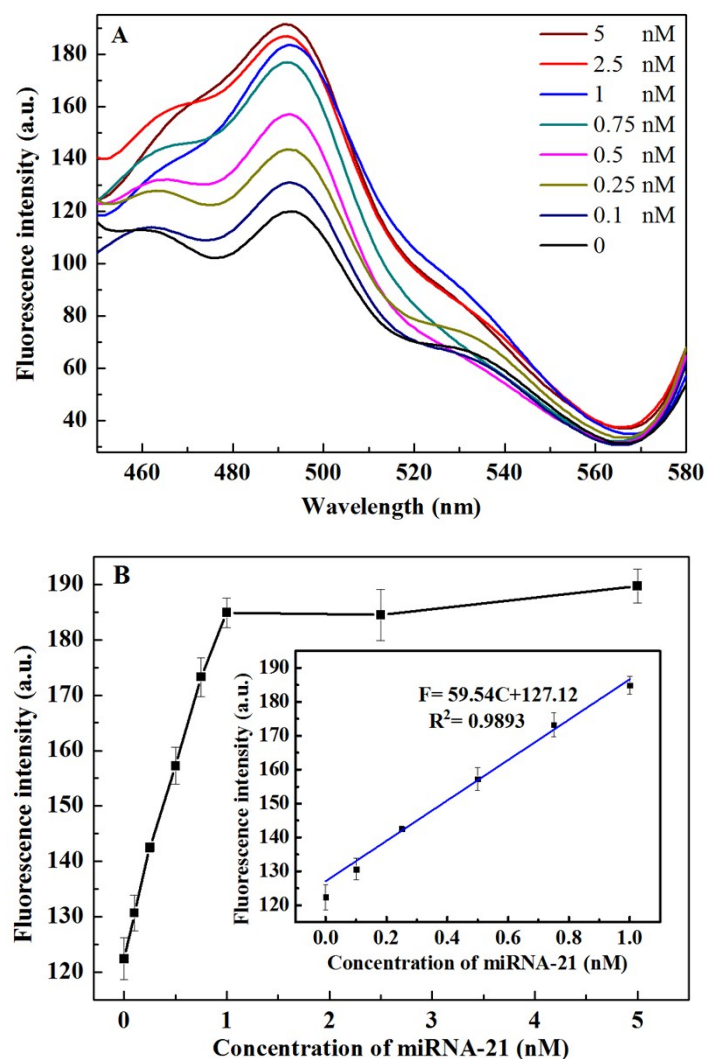 A
5 nM
2.5 nM
1 nM
0.75 nM
0.5 nM
0.25 nM
0.1 nM
0
Fluorescence intensity (a.u.)
180
160
140
120
100
80
60
40
460 480 500 520 540 560 580
Wavelength (nm)
B
Fluorescence intensity (a.u.)
190
180
170
160
150
140
130
120
0 1 2 3 4 5
Concentration of miRNA-21 (nM)
F= 59.54C+127.12
R²= 0.9893
Fluorescence intensity (a.u.)
190
180
170
160
150
140
130
120
0.0 0.2 0.4 0.6 0.8 1.0
Concentration of miRNA-21 (nM)